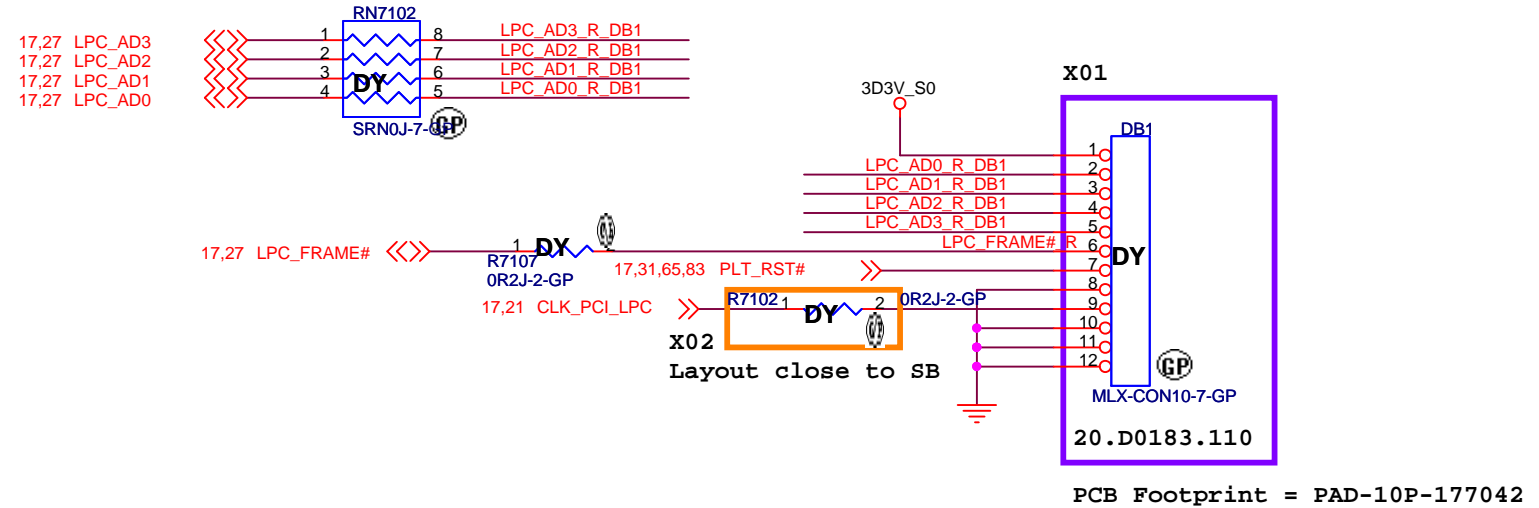 RN7102
17,27 LPC_AD3
1
8
LPC_AD3_R_DB1
17,27 LPC_AD2
2
7
LPC_AD2_R_DB1
17,27 LPC_AD1
3
6
LPC_AD1_R_DB1
17,27 LPC_AD0
4
5
LPC_AD0_R_DB1
DY
SRN0J-7-GP
GP
3D3V_S0
X01
DB1
1
LPC_AD0_R_DB1
2
LPC_AD1_R_DB1
3
LPC_AD2_R_DB1
4
LPC_AD3_R_DB1
5
17,27 LPC_FRAME#
1
DY
2
LPC_FRAME#_R
6
R7107
0R2J-2-GP
17,31,65,83 PLT_RST#
7
DY
8
17,21 CLK_PCI_LPC
R7102
1
DY
2
0R2J-2-GP
9
10
11
12
X02
GP
Layout close to SB
GP
MLX-CON10-7-GP
20.D0183.110
PCB Footprint = PAD-10P-177042